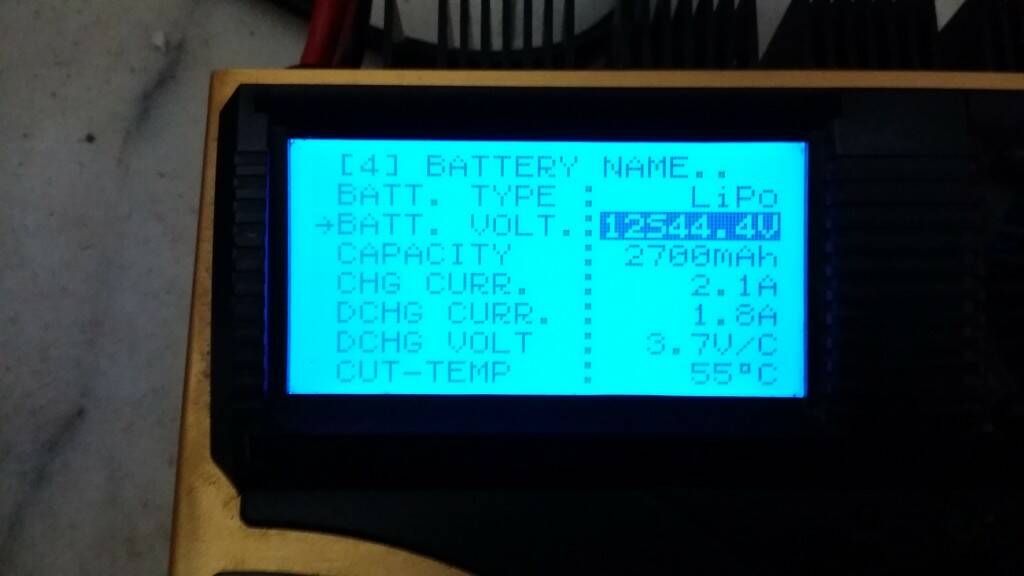 [4] BATTERY NAME..
BATT. TYPE : LiPo
→BATT. VOLT.: 12544.4V
CAPACITY : 2700mAh
CHG CURR. : 2.1A
DCHG CURR. : 1.8A
DCHG VOLT : 3.7V/C
CUT-TEMP : 55°C